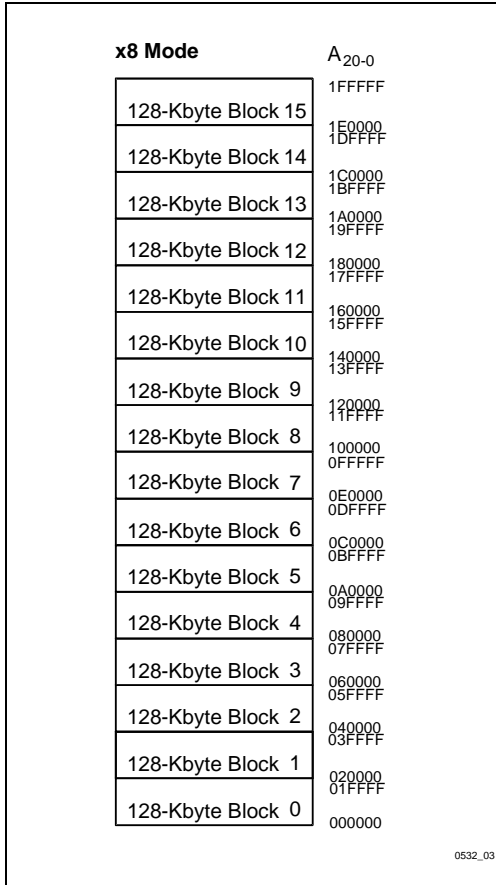 x8 Mode A20-0
1FFFFF
128-Kbyte Block 15
1E0000
1DFFFF
128-Kbyte Block 14
1C0000
1BFFFF
128-Kbyte Block 13
1A0000
19FFFF
128-Kbyte Block 12
180000
17FFFF
128-Kbyte Block 11
160000
15FFFF
128-Kbyte Block 10
140000
13FFFF
128-Kbyte Block 9
120000
11FFFF
128-Kbyte Block 8
100000
0FFFFF
128-Kbyte Block 7
0E0000
0DFFFF
128-Kbyte Block 6
0C0000
0BFFFF
128-Kbyte Block 5
0A0000
09FFFF
128-Kbyte Block 4
080000
07FFFF
128-Kbyte Block 3
060000
05FFFF
128-Kbyte Block 2
040000
03FFFF
128-Kbyte Block 1
020000
01FFFF
128-Kbyte Block 0
000000
0532_03